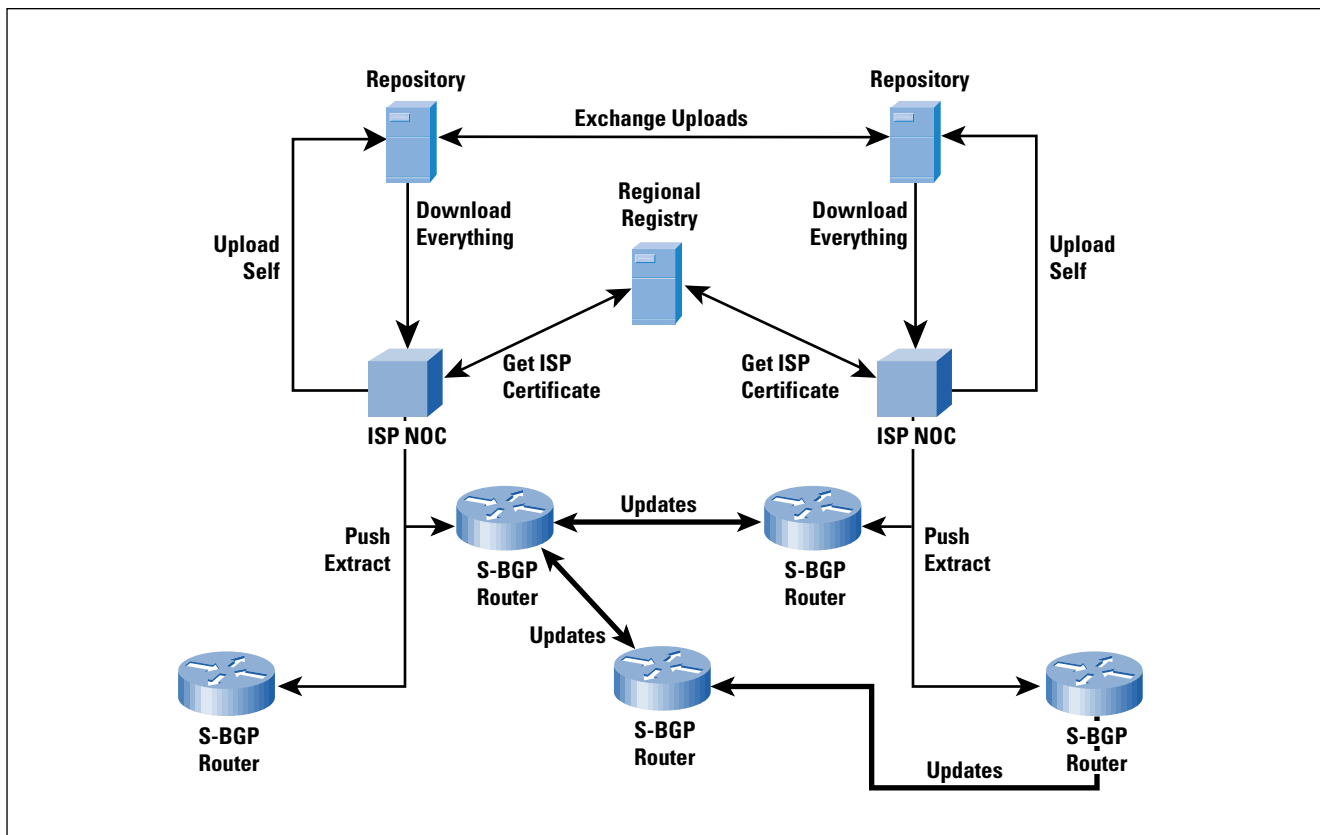 Repository
Repository
Exchange Uploads
Regional
Registry
Download
Everything
Download
Everything
Upload
Self
Upload
Self
Get ISP
Certificate
Get ISP
Certificate
ISP NOC
ISP NOC
Updates
Push
Extract
Push
Extract
S-BGP
Router
S-BGP
Router
Updates
S-BGP
Router
S-BGP
Router
S-BGP
Router
Updates